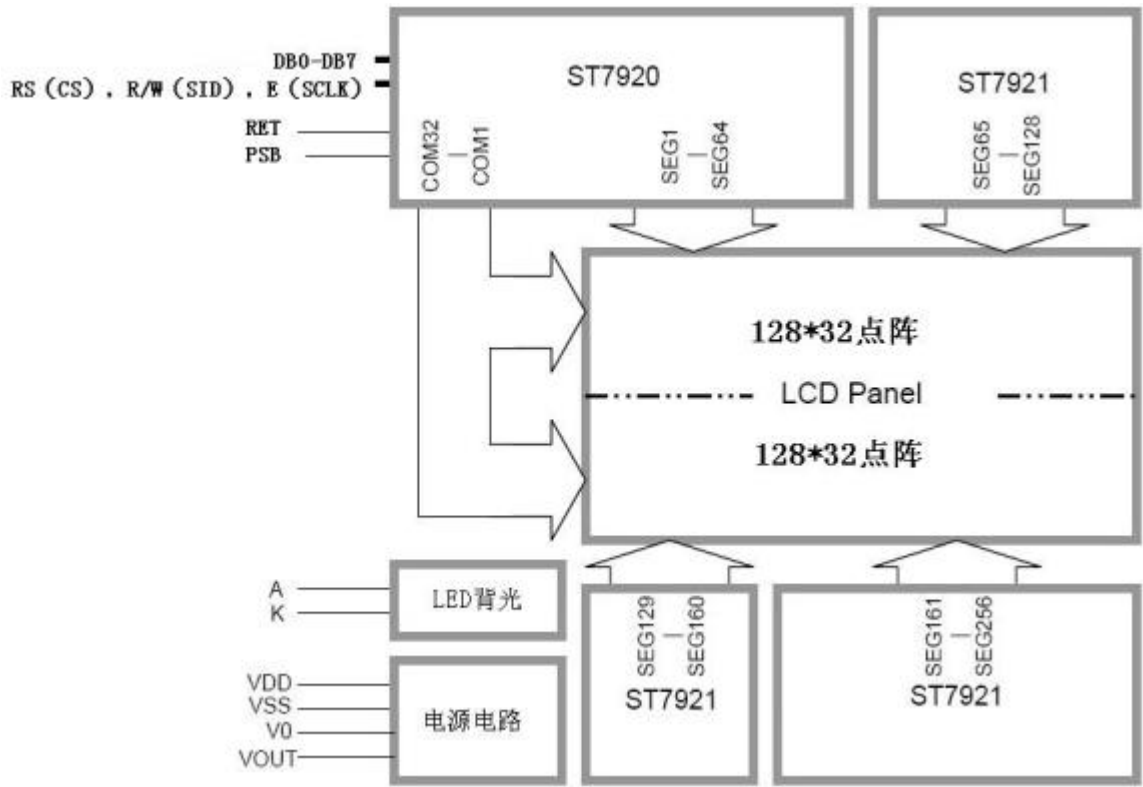 DB0-DB7
RS (CS) , R/W (SID) , E (SCLK)
RET
PSB
ST7920
COM32
—
COM1
SEG1
—
SEG64
ST7921
SEG65
—
SEG128
128*32点阵
LCD Panel
128*32点阵
A
K
LED背光
VDD
VSS
V0
VOUT
电源电路
SEG129
—
SEG160
ST7921
SEG161
—
SEG256
ST7921